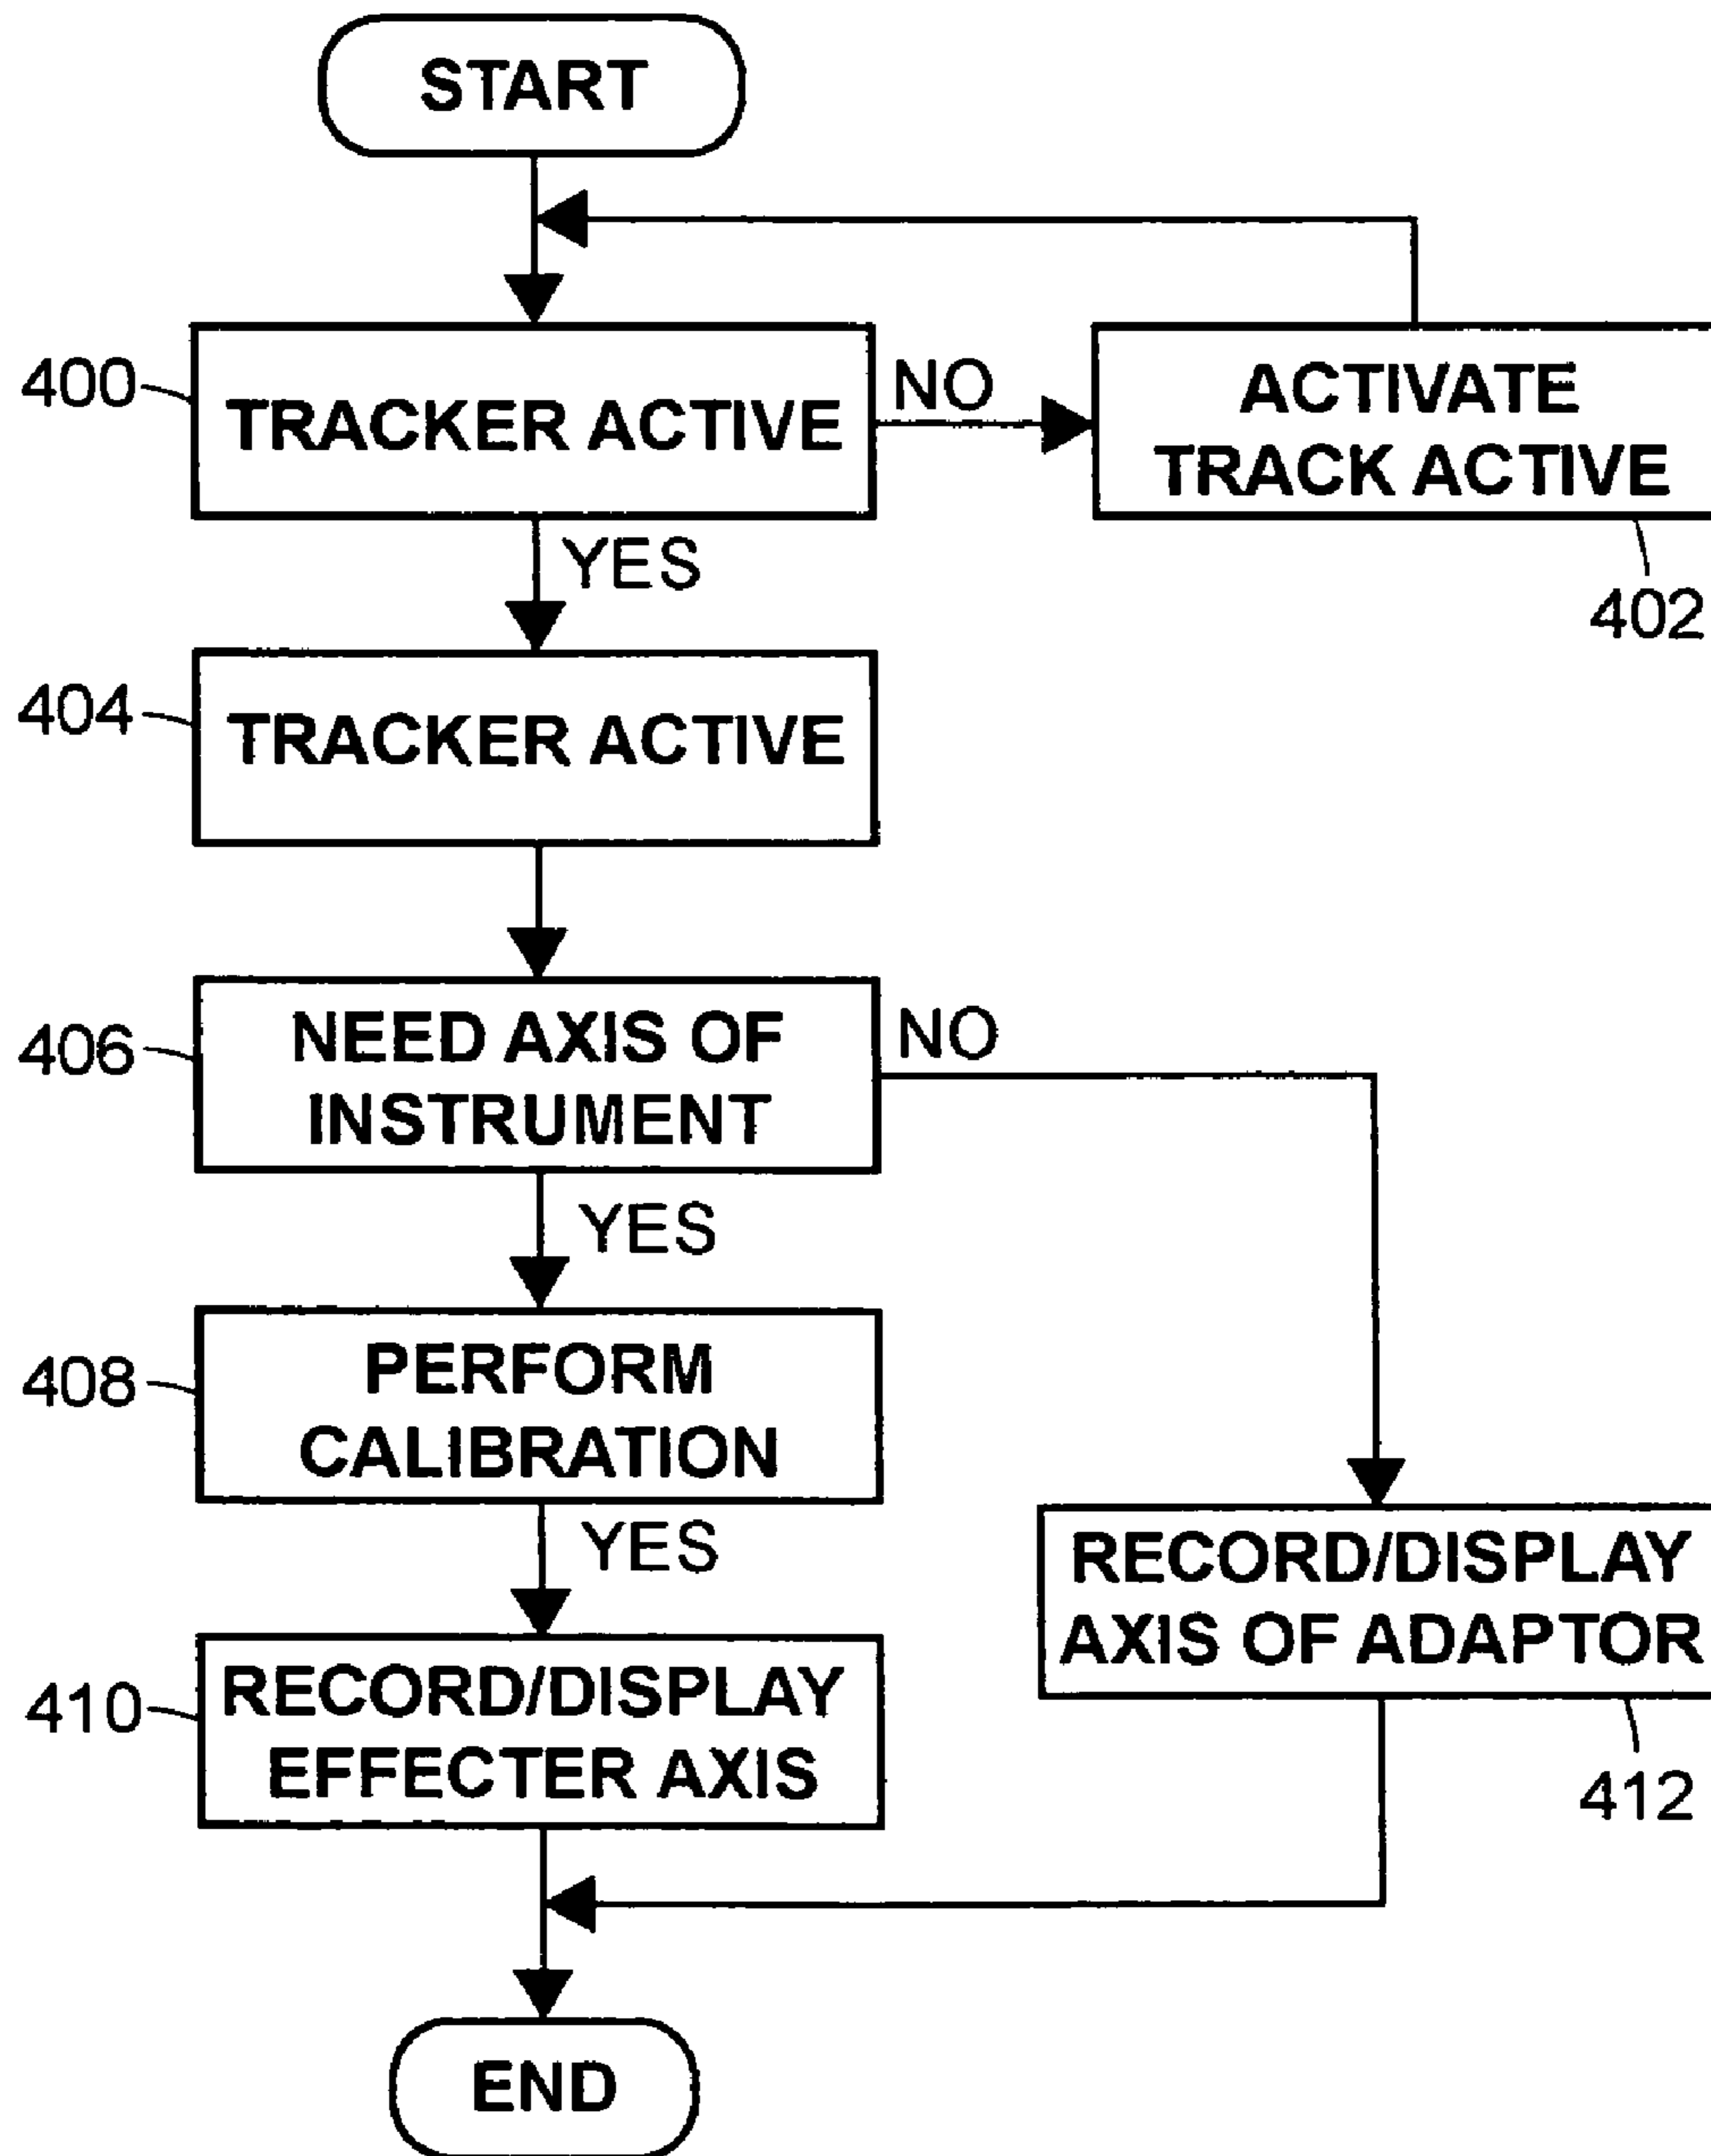 START
400
TRACKER ACTIVE
NO
ACTIVATE
TRACK ACTIVE
402
YES
404
TRACKER ACTIVE
406
NEED AXIS OF
INSTRUMENT
NO
YES
408
PERFORM
CALIBRATION
YES
RECORD/DISPLAY
AXIS OF ADAPTOR
412
410
RECORD/DISPLAY
EFFECTER AXIS
END